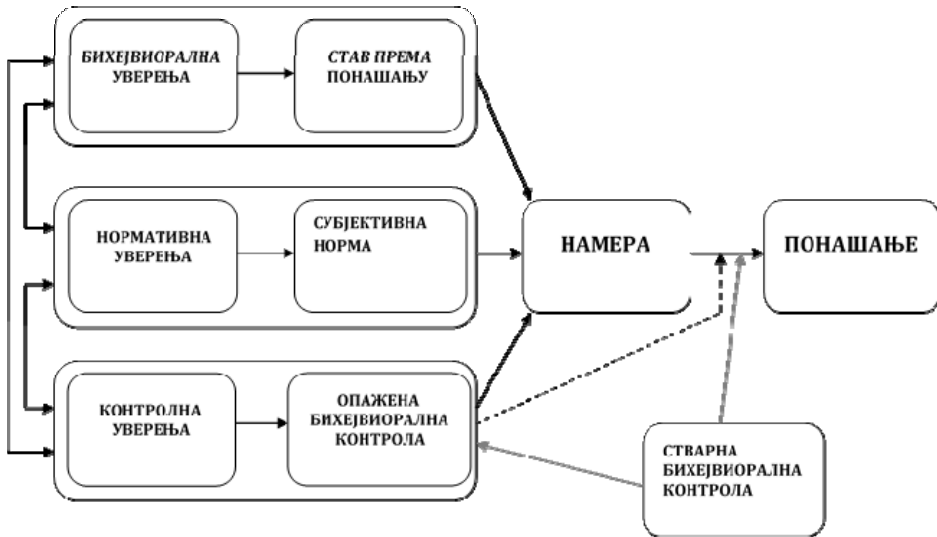 БИХЕЈВИОРАЛНА
УВЕРЕЊА
СТАВ ПРЕМА
ПОНАШАЊУ
НОРМАТИВНА
УВЕРЕЊА
СУБЈЕКТИВНА
НОРМА
НАМЕРА
ПОНАШАЊЕ
КОНТРОЛНА
УВЕРЕЊА
ОПАЖЕНА
БИХЕЈВИОРАЛНА
КОНТРОЛА
СТВАРНА
БИХЕЈВИОРАЛНА
КОНТРОЛА